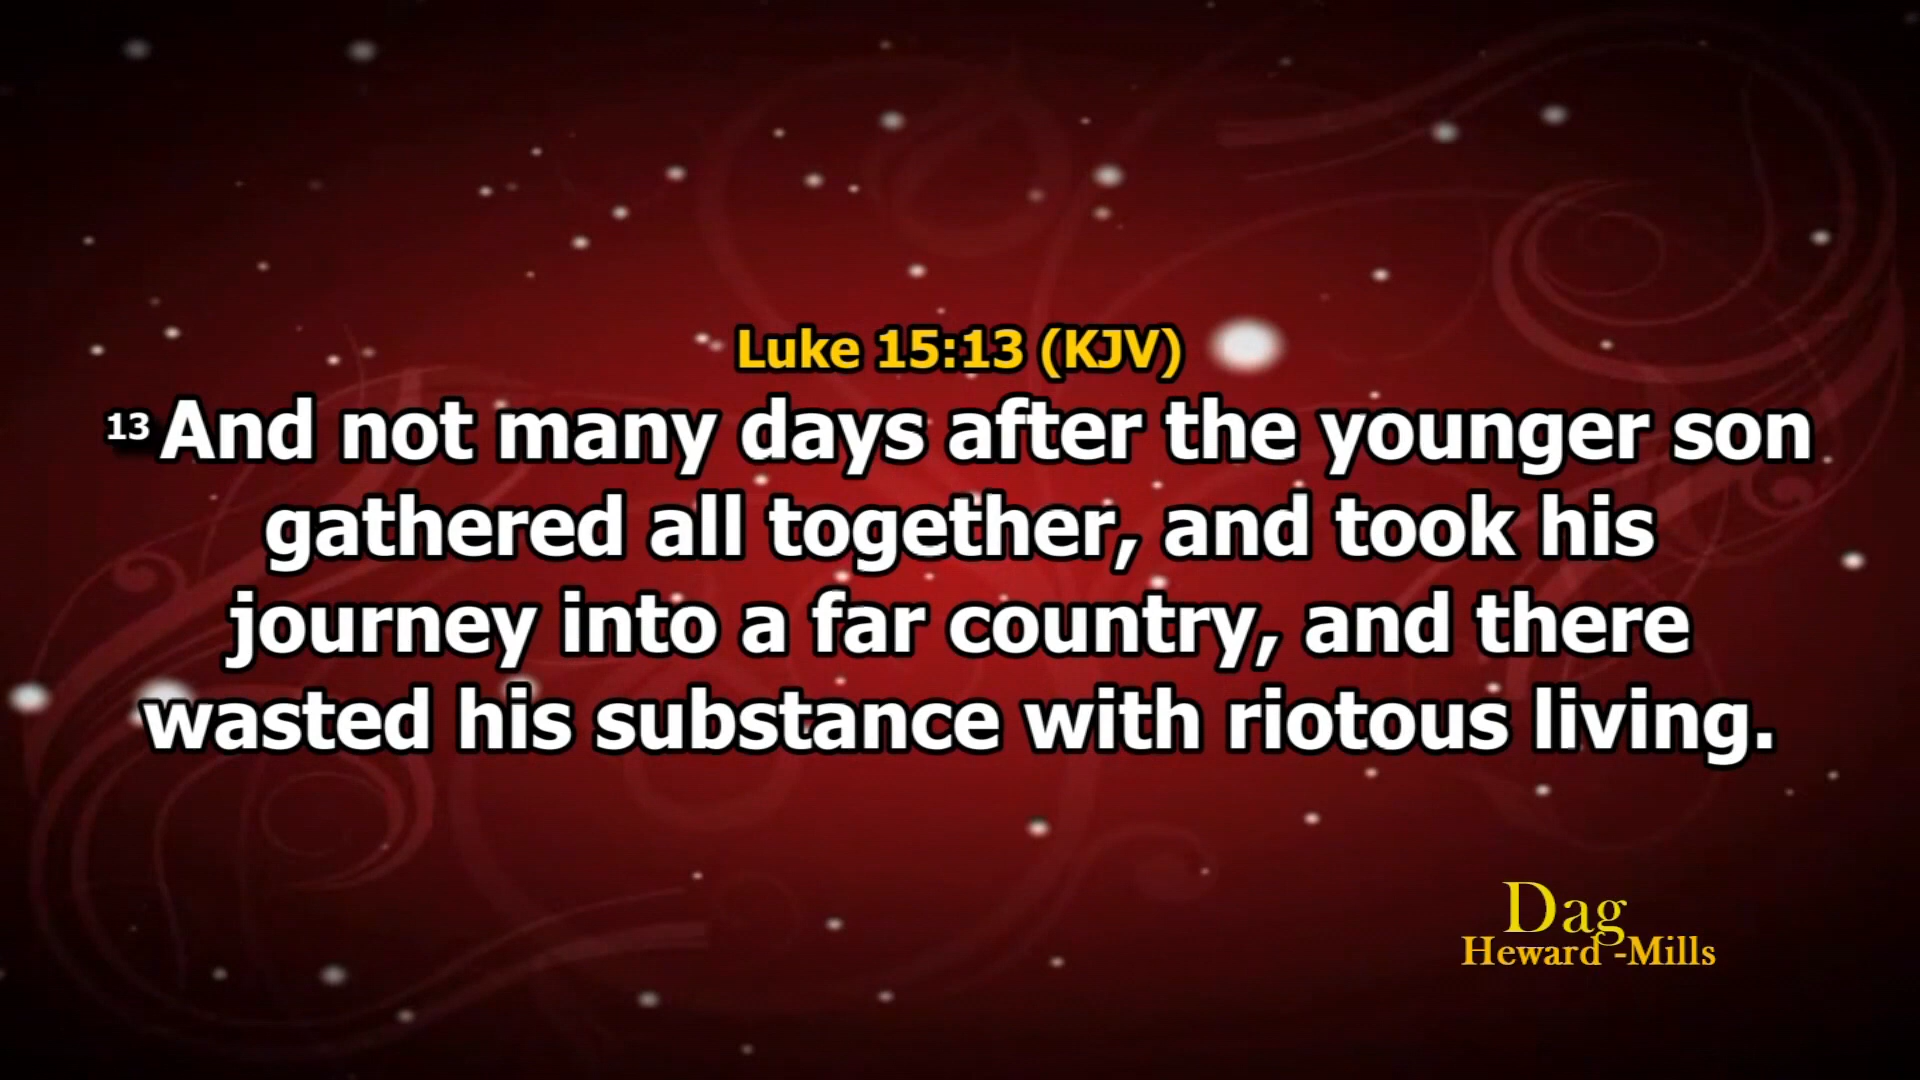 Luke 15:13 (KJV)
13 And not many days after the younger son
gathered all together, and took his
journey into a far country, and there
wasted his substance with riotous living.
Dag
Heward -Mills